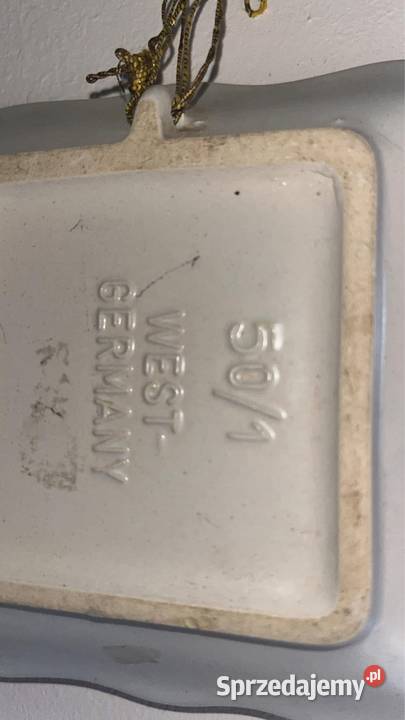 50/1
WEST-
GERMANY
Sprzedajemy.pl